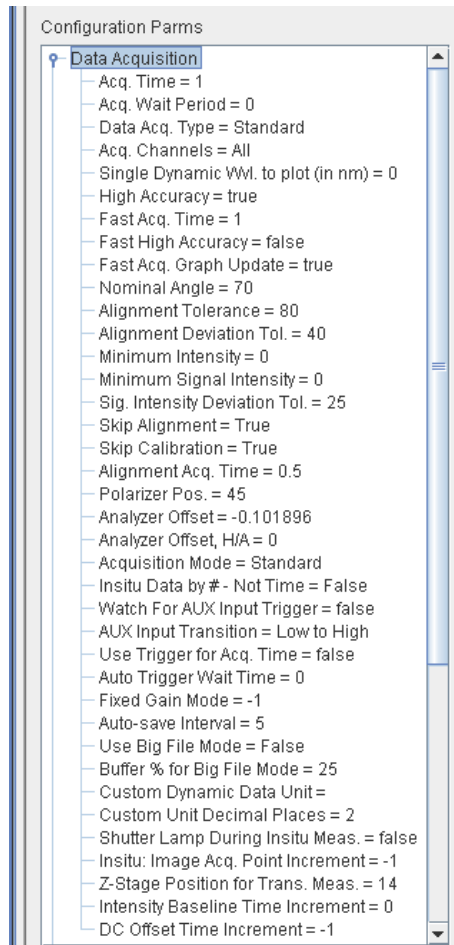 Configuration Parms
Data Acquisition
Acq. Time = 1
Acq. Wait Period = 0
Data Acq. Type = Standard
Acq. Channels = All
Single Dynamic Wvl. to plot (in nm) = 0
High Accuracy = true
Fast Acq. Time = 1
Fast High Accuracy = false
Fast Acq. Graph Update = true
Nominal Angle = 70
Alignment Tolerance = 80
Alignment Deviation Tol. = 40
Minimum Intensity = 0
Minimum Signal Intensity = 0
Sig. Intensity Deviation Tol. = 25
Skip Alignment = True
Skip Calibration = True
Alignment Acq. Time = 0.5
Polarizer Pos. = 45
Analyzer Offset = -0.101896
Analyzer Offset, H/A = 0
Acquisition Mode = Standard
Insitu Data by # - Not Time = False
Watch For AUX Input Trigger = false
AUX Input Transition = Low to High
Use Trigger for Acq. Time = false
Auto Trigger Wait Time = 0
Fixed Gain Mode = -1
Auto-save Interval = 5
Use Big File Mode = False
Buffer % for Big File Mode = 25
Custom Dynamic Data Unit =
Custom Unit Decimal Places = 2
Shutter Lamp During Insitu Meas. = false
Insitu: Image Acq. Point Increment = -1
Z-Stage Position for Trans. Meas. = 14
Intensity Baseline Time Increment = 0
DC Offset Time Increment = -1